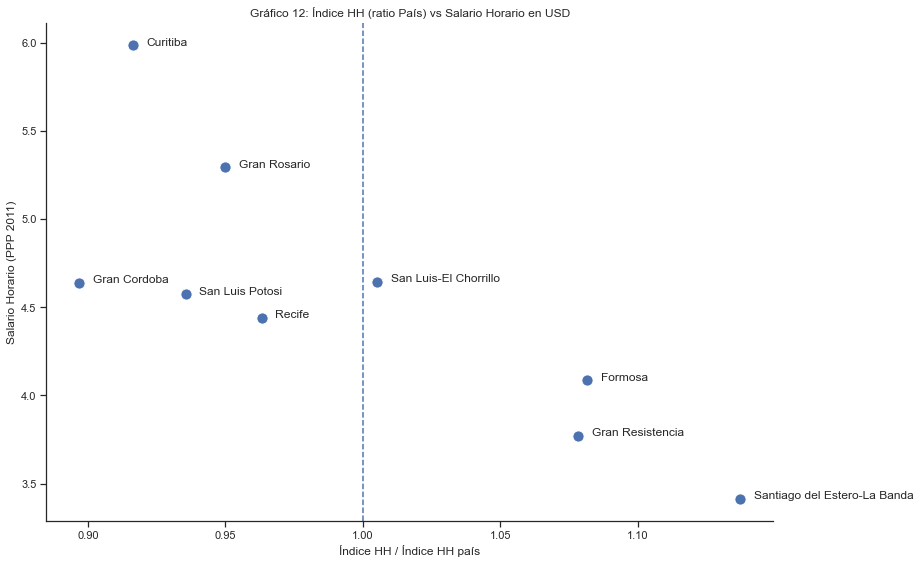 Gráfico 12: Índice HH (ratio País) vs Salario Horario en USD
6.0
5.5
5.0
4.5
4.0
3.5
Salario Horario (PPP 2011)
Curitiba
Gran Rosario
Gran Cordoba
San Luis Potosi
San Luis-El Chorrillo
Recife
Formosa
Gran Resistencia
Santiago del Estero-La Banda
0.90 0.95 1.00 1.05 1.10
Índice HH / Índice HH país